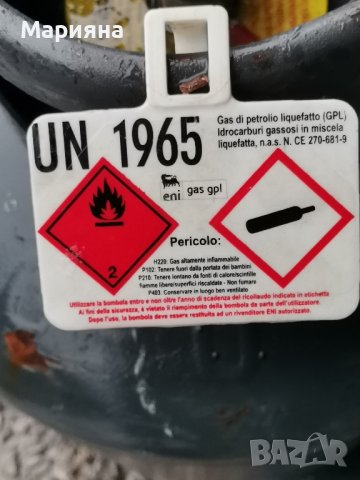 Марияна
UN 1965
Gas di petrolio liquefatto (GPL)
Idrocarburi gassosi in miscela
liquefatta, n.a.s. N. CE 270-681-9
eni
gas gpl
2
Pericolo:
H220: Gas altamente infiammabile
P102: Tenere fuori dalla portata dei bambini
P210: Tenere lontano da fonti di calore/scintille
fiamme libere/superfici riscaldate - Non fumare
P403: Conservare in luogo ben ventilato
Utilizzare la bombola entro e non oltre l'anno di scadenza del ricollaudo indicato in etichetta
Ai fini della sicurezza, è vietato il riempimento della bombola da parte dell'utilizzatore.
Dopo l'uso, la bombola deve essere restituita ad un rivenditore ENI autorizzato.
BAZAR